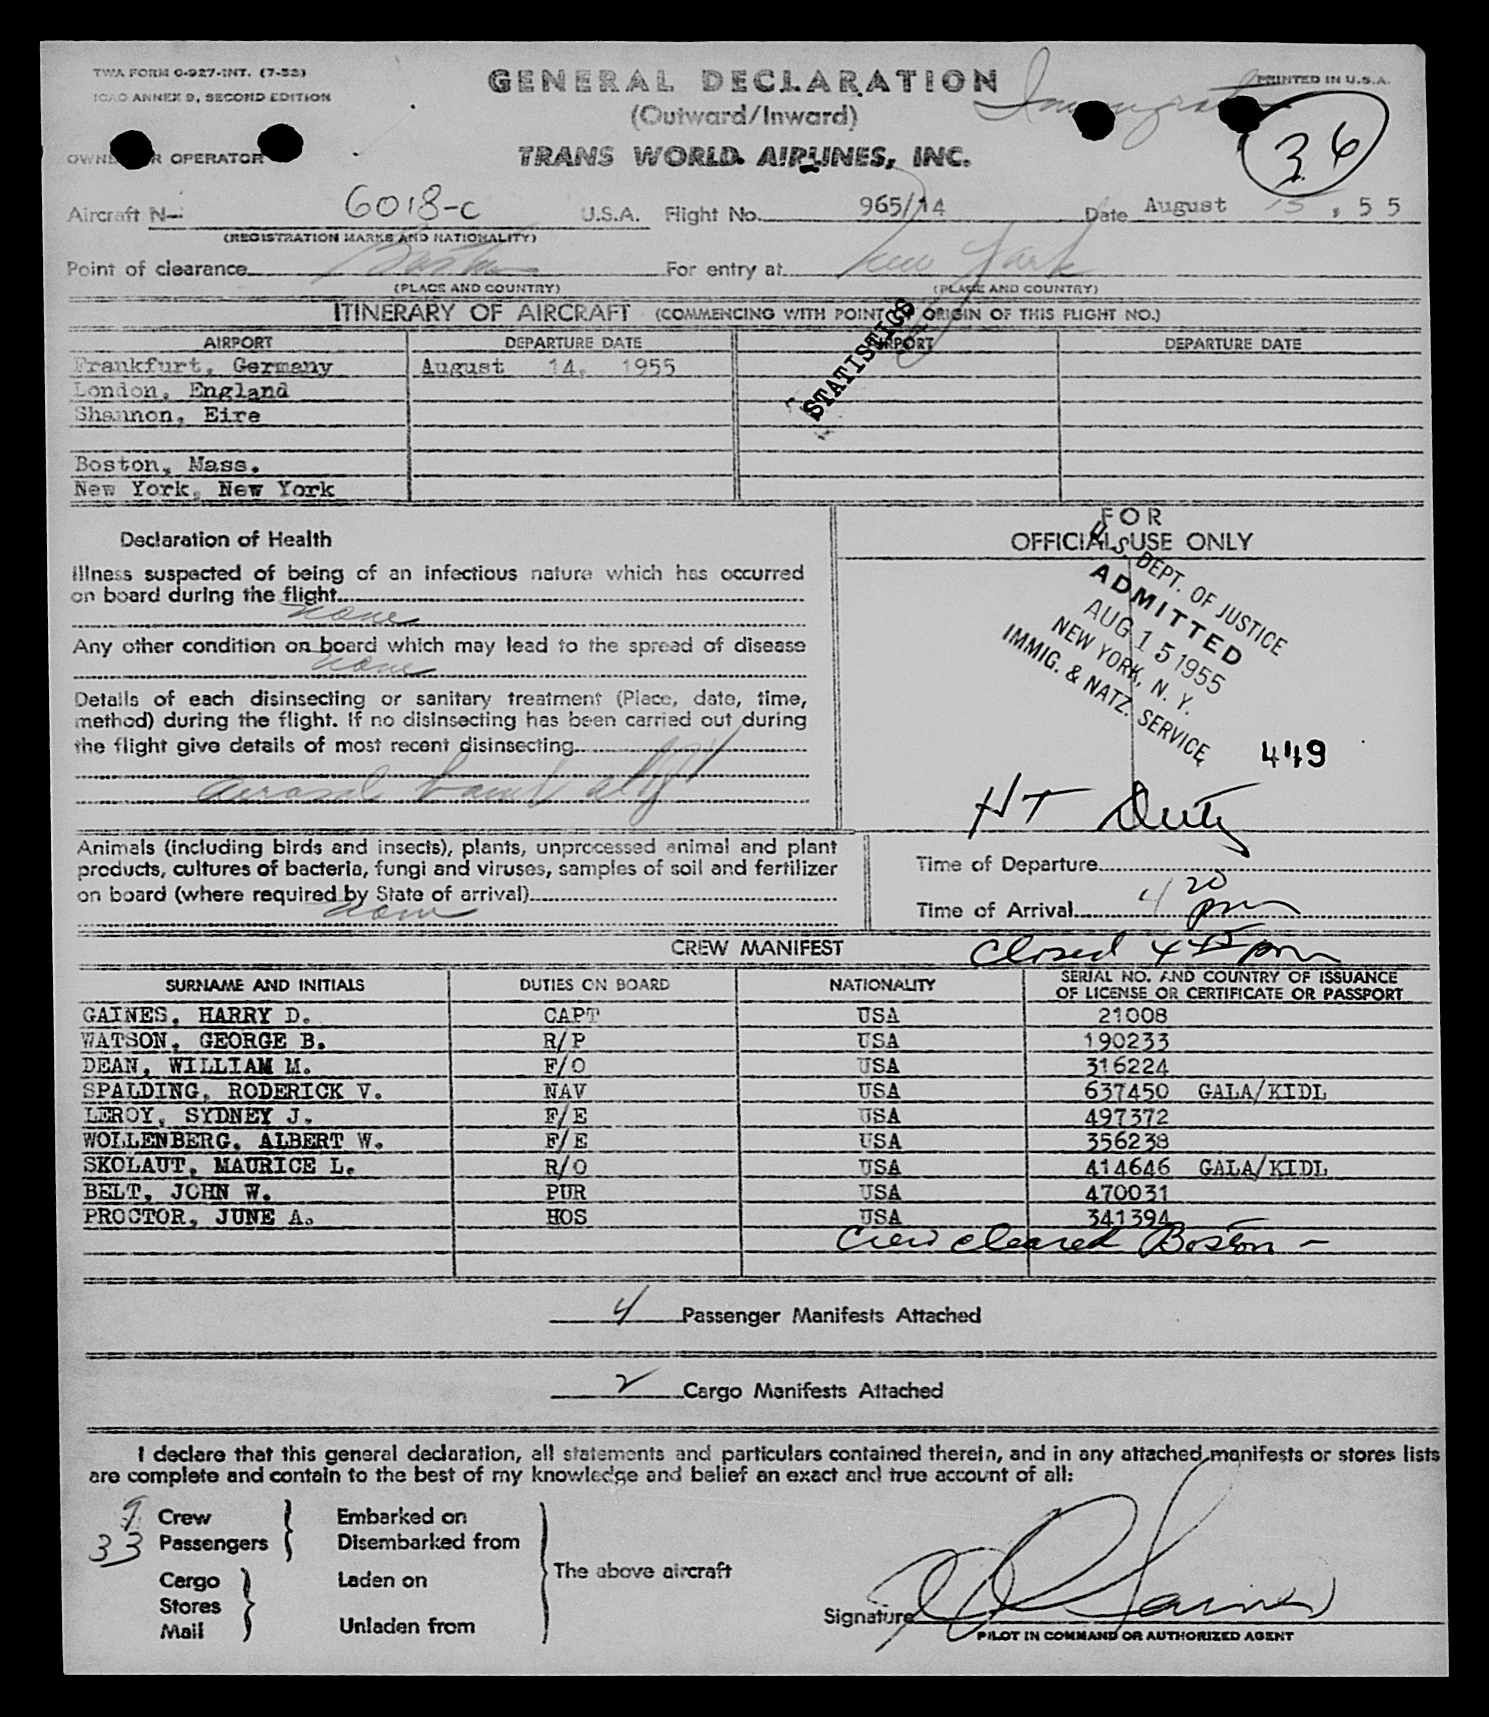 TWA FORM O-927-INT. (7-53)
ICAO ANNEX 9, SECOND EDITION
PRINTED IN U.S.A.
GENERAL DECLARATION
Immigration
(Outward/Inward)
36
OWNER OR OPERATOR
TRANS WORLD AIRLINES, INC.
Aircraft N- 6018-C U.S.A. Flight No. 965/14 Date August 15, 55
(REGISTRATION MARKS AND NATIONALITY)
Point of clearance Boston For entry at New York
(PLACE AND COUNTRY) (PLACE AND COUNTRY)
ITINERARY OF AIRCRAFT (COMMENCING WITH POINT OF ORIGIN OF THIS FLIGHT NO.)
STATISTICS
AIRPORT DEPARTURE DATE AIRPORT DEPARTURE DATE
Frankfurt, Germany August 14, 1955
London, England
Shannon, Eire
Boston, Mass.
New York, New York
Declaration of Health
Illness suspected of being of an infectious nature which has occurred
on board during the flight
none
Any other condition on board which may lead to the spread of disease
none
Details of each disinsecting or sanitary treatment (Place, date, time,
method) during the flight. If no disinsecting has been carried out during
the flight give details of most recent disinsecting
aerosol bomb
FOR
OFFICIAL USE ONLY
U. S. DEPT. OF JUSTICE
ADMITTED
AUG 15 1955
NEW YORK, N. Y.
IMMIG. & NATZ. SERVICE
449
HT Duty
Animals (including birds and insects), plants, unprocessed animal and plant
products, cultures of bacteria, fungi and viruses, samples of soil and fertilizer
on board (where required by State of arrival)
none
Time of Departure
Time of Arrival 4 20 pm
CREW MANIFEST
Closed 4 45 pm
SURNAME AND INITIALS DUTIES ON BOARD NATIONALITY SERIAL NO. AND COUNTRY OF ISSUANCE
OF LICENSE OR CERTIFICATE OR PASSPORT
GAINES, HARRY D. CAPT USA 21008
WATSON, GEORGE B. R/P USA 190233
DEAN, WILLIAM M. F/O USA 316224
SPALDING, RODERICK V. NAV USA 637450 GALA/KIDL
LEROY, SYDNEY J. F/E USA 497372
WOLLENBERG, ALBERT W. F/E USA 356238
SKOLAUT, MAURICE L. R/O USA 414646 GALA/KIDL
BELT, JOHN W. PUR USA 470031
PROCTOR, JUNE A. HOS USA 341394
Crew cleared Boston -
4 Passenger Manifests Attached
2 Cargo Manifests Attached
I declare that this general declaration, all statements and particulars contained therein, and in any attached manifests or stores lists
are complete and contain to the best of my knowledge and belief an exact and true account of all:
9 Crew
33 Passengers
Embarked on
Disembarked from
Cargo
Stores
Mail
Laden on
Unladen from
The above aircraft
Signature HD Gaines
PILOT IN COMMAND OR AUTHORIZED AGENT